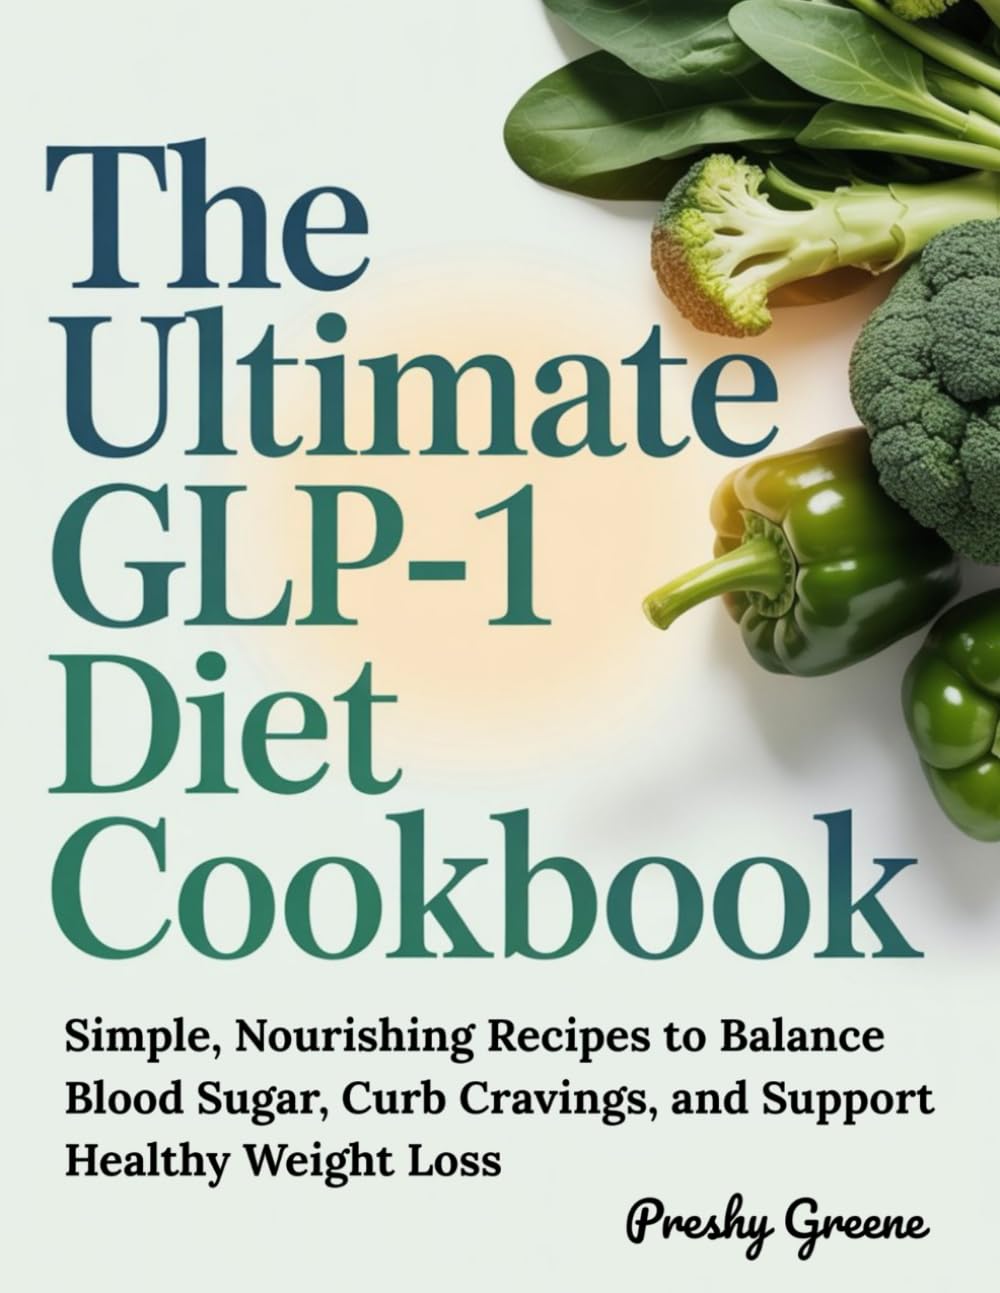 The
Ultimate
GLP-1
Diet
Cookbook
Simple, Nourishing Recipes to Balance
Blood Sugar, Curb Cravings, and Support
Healthy Weight Loss
Preshy Greene